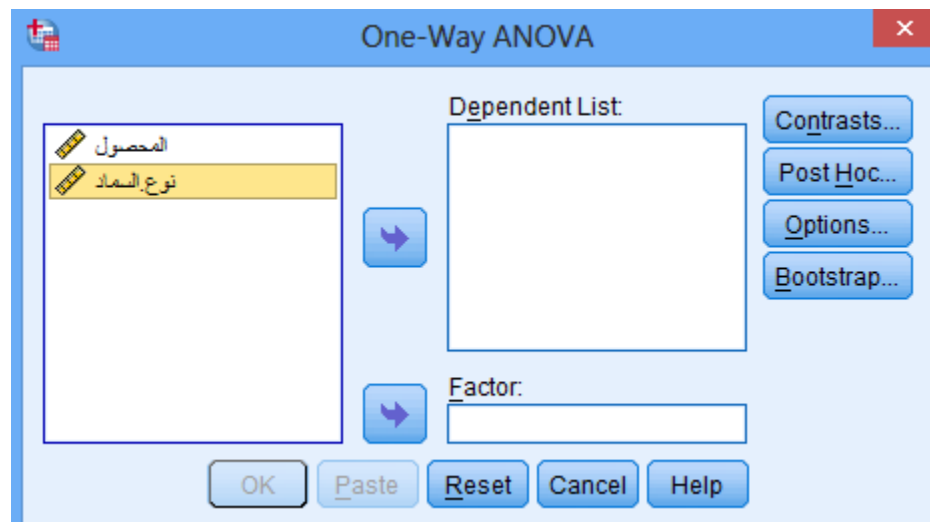 One-Way ANOVA
المحصول
نوع.السماد
Dependent List:
Factor:
Contrasts...
Post Hoc...
Options...
Bootstrap...
OK Paste Reset Cancel Help